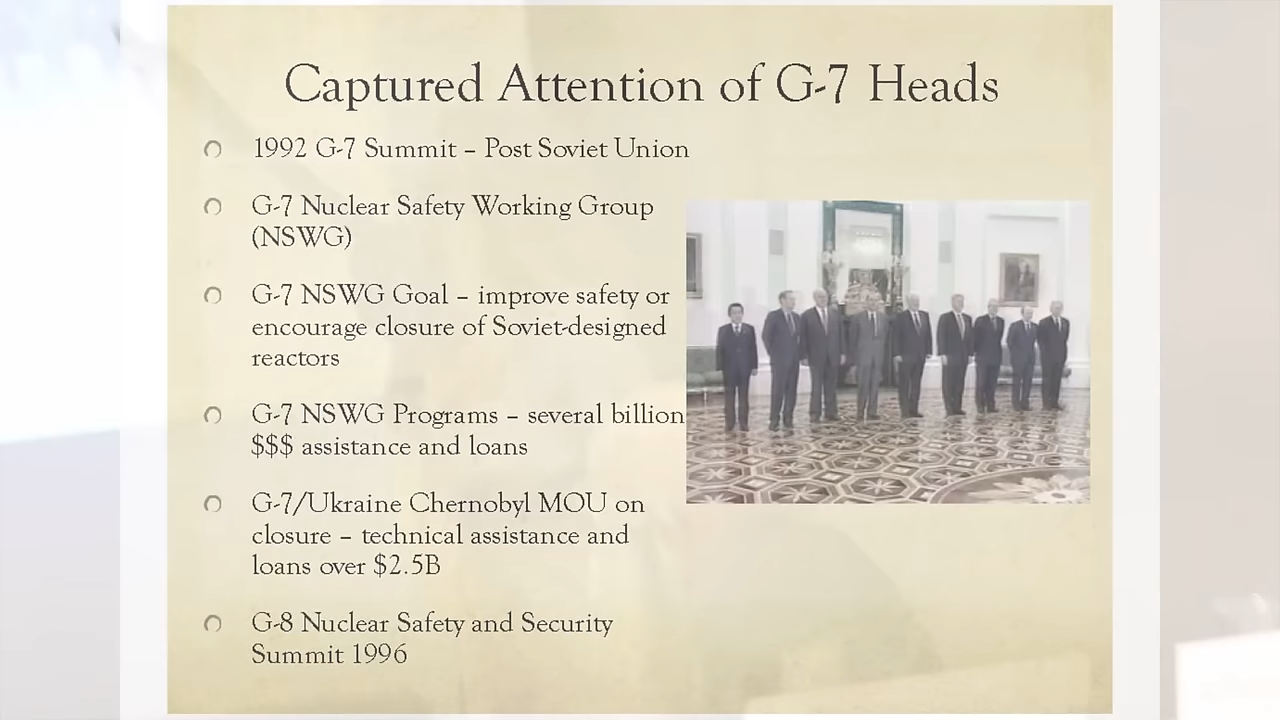 Captured Attention of G-7 Heads
1992 G-7 Summit – Post Soviet Union
G-7 Nuclear Safety Working Group
(NSWG)
G-7 NSWG Goal – improve safety or
encourage closure of Soviet-designed
reactors
G-7 NSWG Programs – several billion
$$$ assistance and loans
G-7/Ukraine Chernobyl MOU on
closure – technical assistance and
loans over $2.5B
G-8 Nuclear Safety and Security
Summit 1996